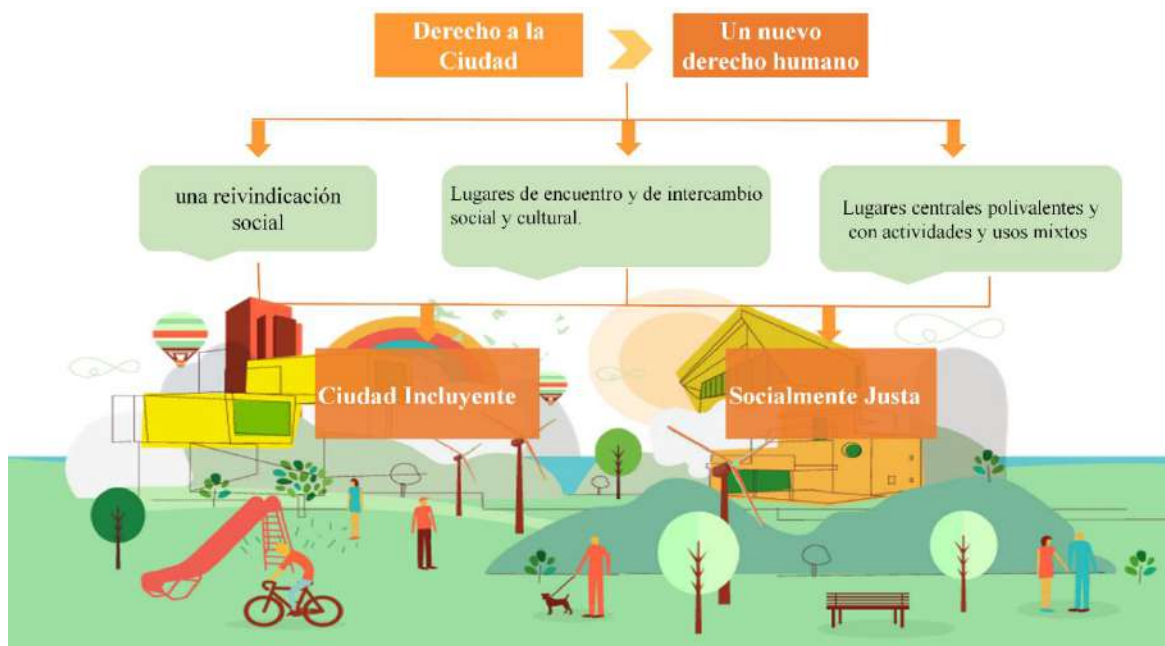 Derecho a la
Ciudad
Un nuevo
derecho humano
una reivindicación
social
Lugares de encuentro y de intercambio
social y cultural.
Lugares centrales polivalentes y
con actividades y usos mixtos
Ciudad Incluyente
Socialmente Justa